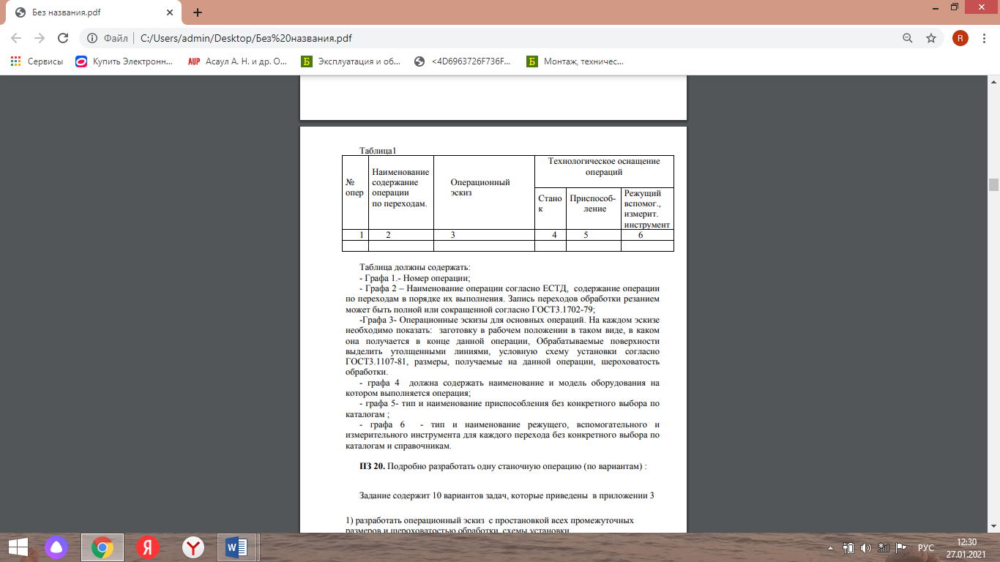 Без названия.pdf
Файл
C:/Users/admin/Desktop/Без%20названия.pdf
R
Сервисы
Купить Электронн...
АUP Асаул А. Н. и др. О...
Б Эксплуатация и об...
<4D6963726F736F...
Б Монтаж, техничес...
Таблица1
№ опер
Наименование содержание операции по переходам.
Операционный эскиз
Технологическое оснащение операций
Стано к
Приспособ- ление
Режущий вспомог., измерит. инструмент
1 2 3 4 5 6
Таблица должны содержать:
- Графа 1.- Номер операции;
- Графа 2 – Наименование операции согласно ЕСТД, содержание операции
по переходам в порядке их выполнения. Запись переходов обработки резанием
может быть полной или сокращенной согласно ГОСТ3.1702-79;
-Графа 3- Операционные эскизы для основных операций. На каждом эскизе
необходимо показать: заготовку в рабочем положении в таком виде, в каком
она получается в конце данной операции, Обрабатываемые поверхности
выделить утолщенными линиями, условную схему установки согласно
ГОСТ3.1107-81, размеры, получаемые на данной операции, шероховатость
обработки.
- графа 4 должна содержать наименование и модель оборудования на
котором выполняется операция;
- графа 5- тип и наименование приспособления без конкретного выбора по
каталогам ;
- графа 6 - тип и наименование режущего, вспомогательного и
измерительного инструмента для каждого перехода без конкретного выбора по
каталогам и справочникам.
ПЗ 20. Подробно разработать одну станочную операцию (по вариантам) :
Задание содержит 10 вариантов задач, которые приведены в приложении 3
1) разработать операционный эскиз с простановкой всех промежуточных
размеров и шероховатостью обработки, схемы установки
Я
Y
W
РУС
12:30
27.01.2021